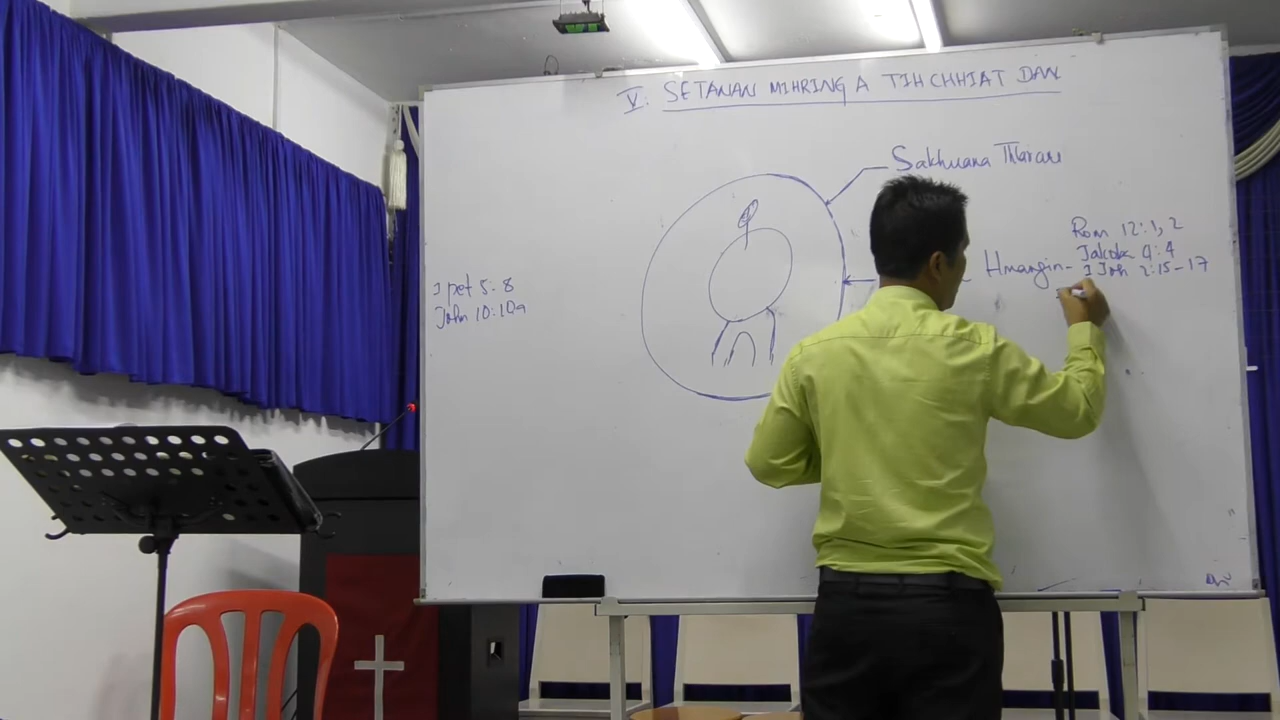 V. SETANAN MIHRING A TIH CHHIAT DAN
Sakhuana Thlarau
Hmangin-
Rom 12:1, 2
Jakoba 4:4
1 Joh 2:15-17
1 pet 5:8
John 10:10a